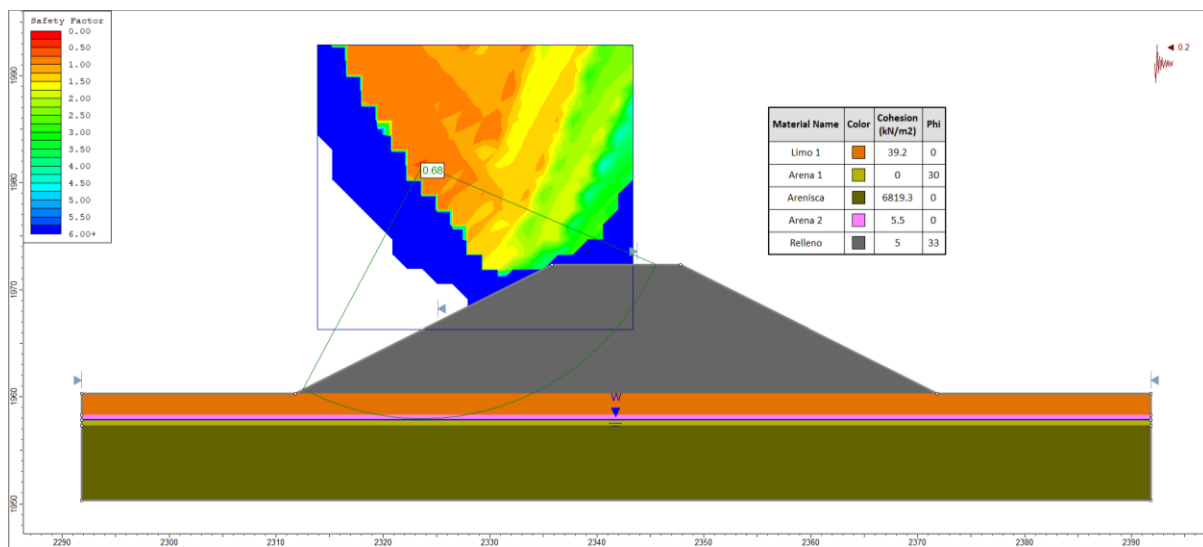 Safety Factor
0.00
0.50
1.00
1.50
2.00
2.50
3.00
3.50
4.00
4.50
5.00
5.50
6.00+
0.2
Material Name Color Cohesion (kN/m2) Phi
Limo 1 39.2 0
Arena 1 0 30
Arenisca 6819.3 0
Arena 2 5.5 0
Relleno 5 33
0.68
W
1990
1980
1970
1960
1950
2290 2300 2310 2320 2330 2340 2350 2360 2370 2380 2390